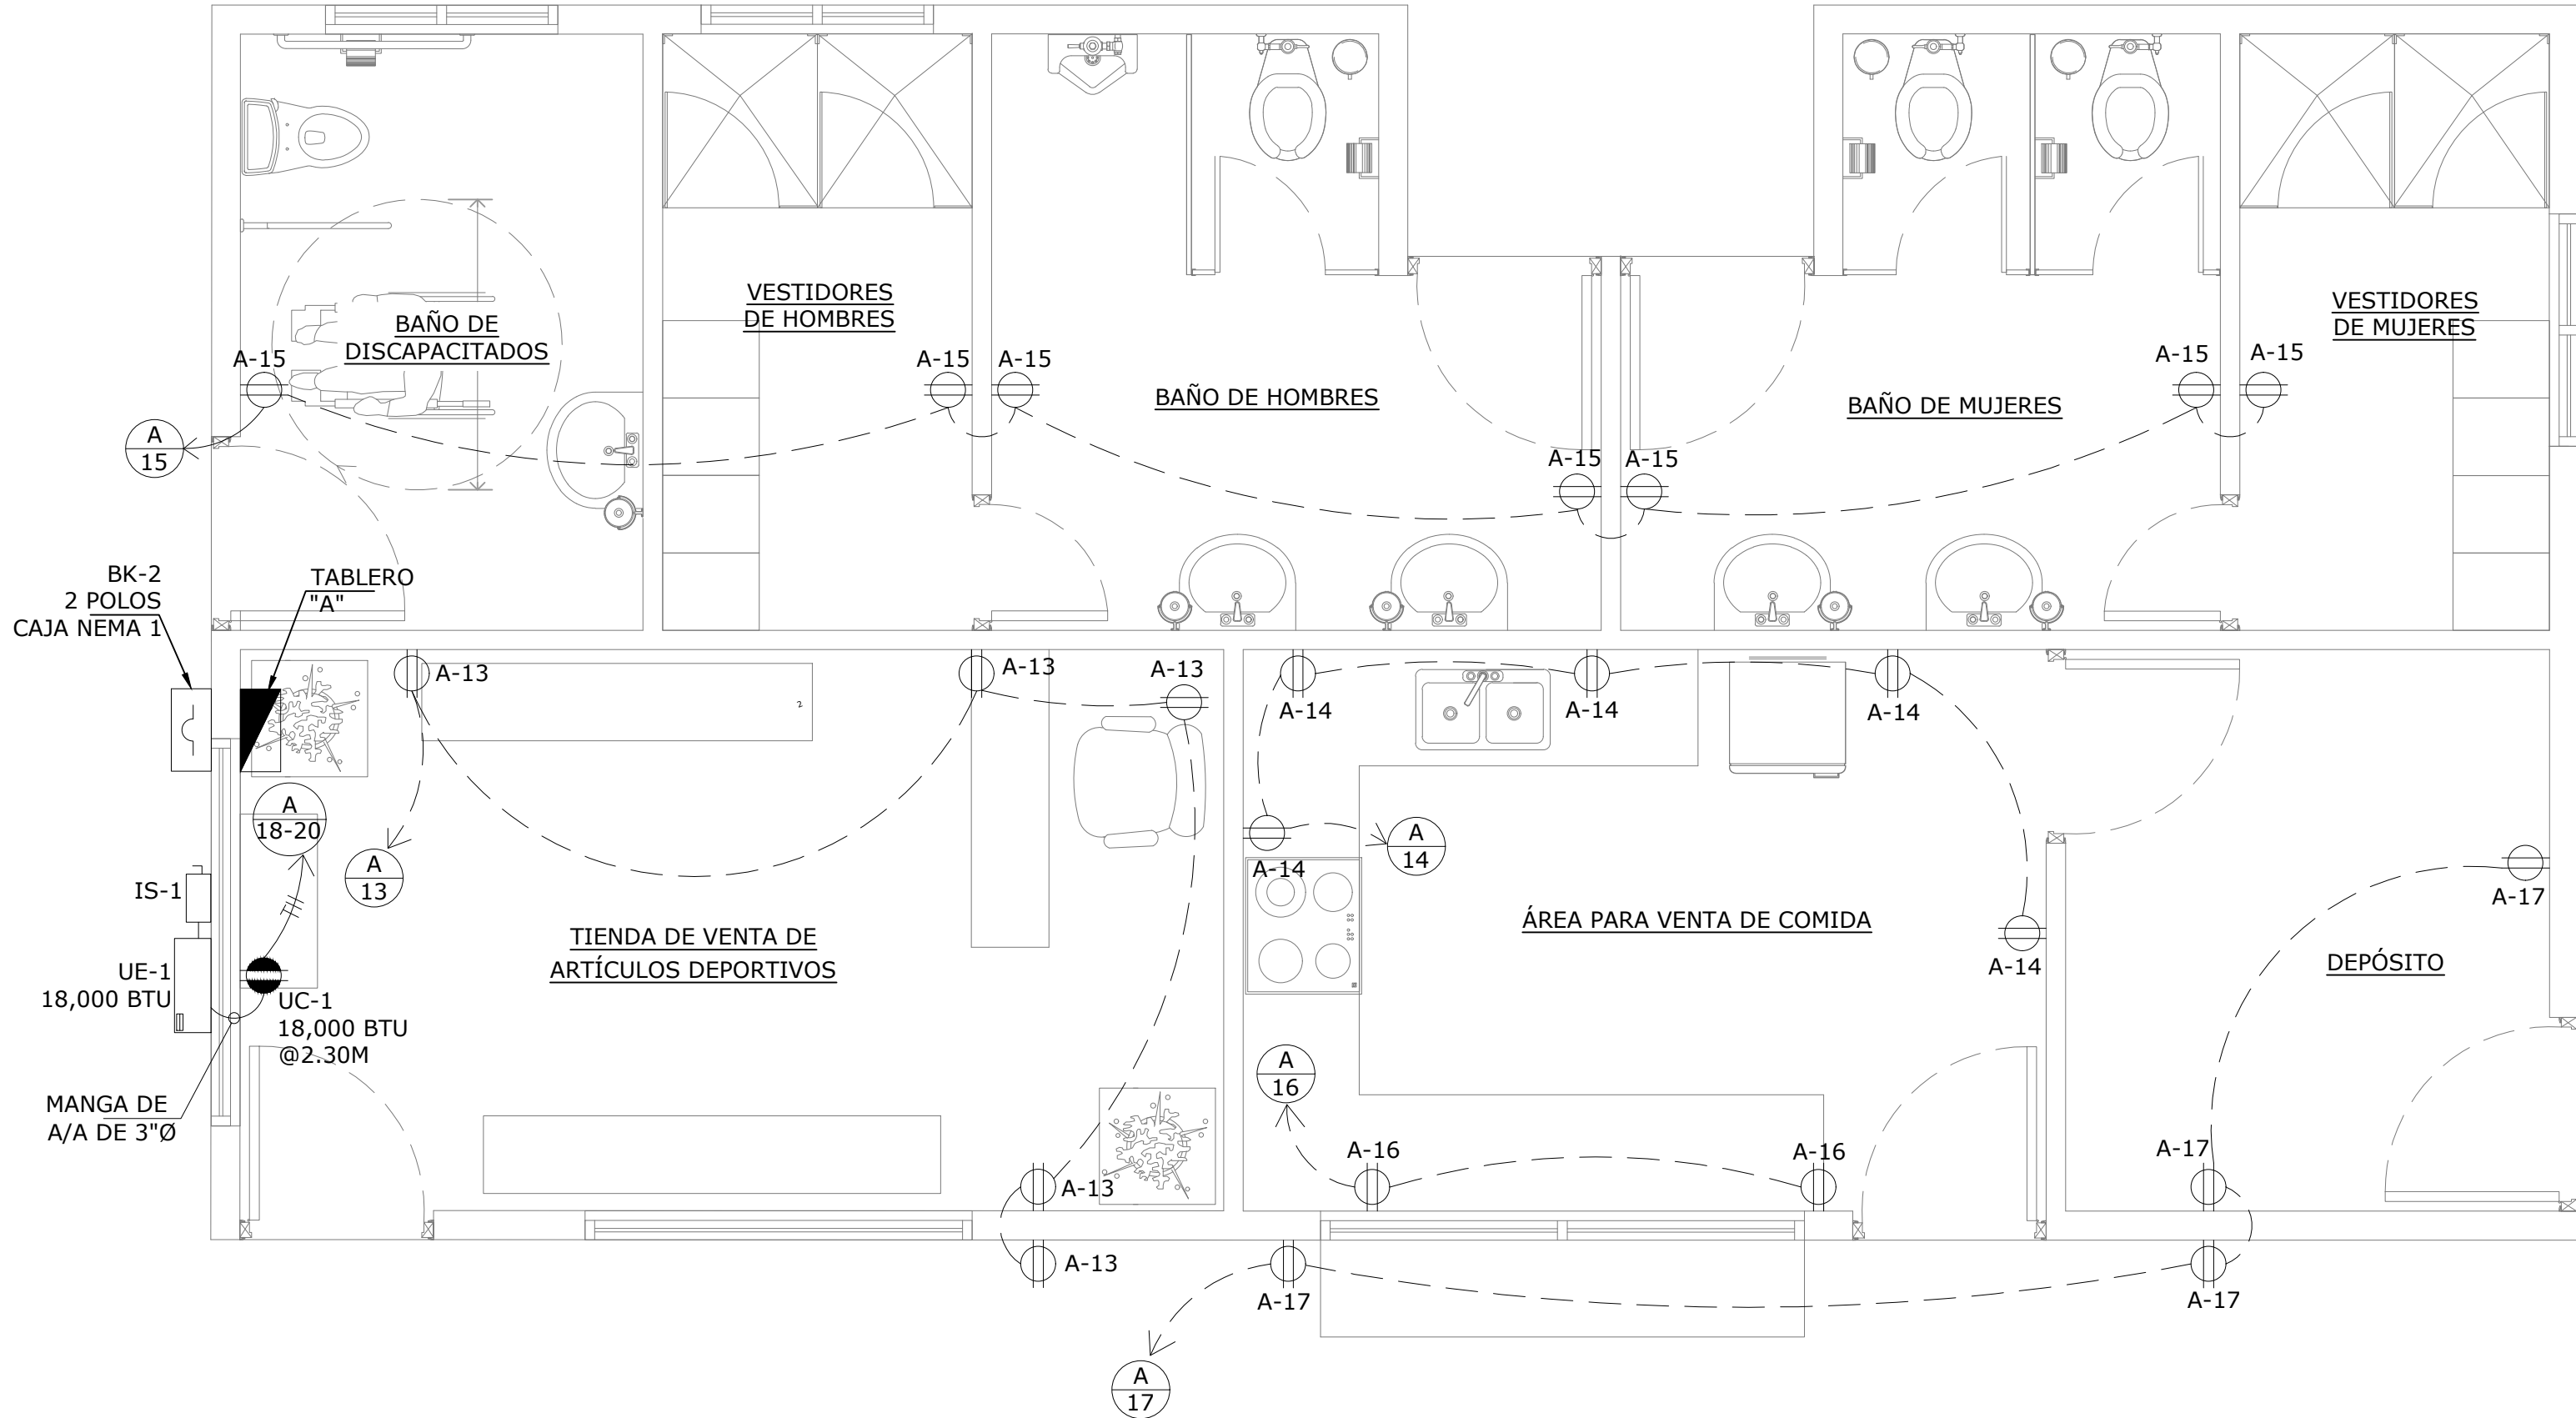 VESTIDORES
DE HOMBRES
VESTIDORES
DE MUJERES
BAÑO DE
DISCAPACITADOS
A-15
A-15
A-15
A-15
A-15
BAÑO DE HOMBRES
BAÑO DE MUJERES
A
15
A-15
A-15
BK-2
2 POLOS
CAJA NEMA 1
TABLERO
"A"
A-13
A-13
A-13
2
A-14
A-14
A-14
A
18-20
A
13
A-14
A
14
IS-1
A-17
TIENDA DE VENTA DE
ARTÍCULOS DEPORTIVOS
ÁREA PARA VENTA DE COMIDA
A-14
DEPÓSITO
UE-1
18,000 BTU
UC-1
18,000 BTU
@2.30M
MANGA DE
A/A DE 3"Ø
A
16
A-16
A-16
A-17
A-13
A-13
A-17
A-17
A
17